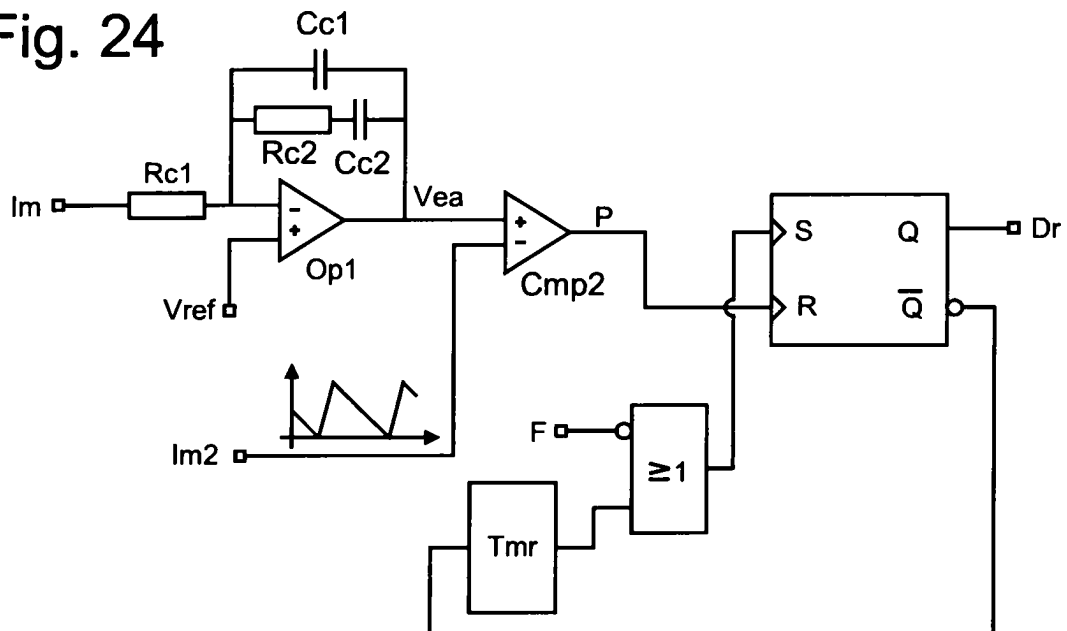 Fig. 24
Cc1
Rc2
Cc2
Rc1
Im
Vea
-
+
Op1
Vref
+
-
Cmp2
P
S
Q
Dr
R
Q̅
F
≥1
Im2
Tmr